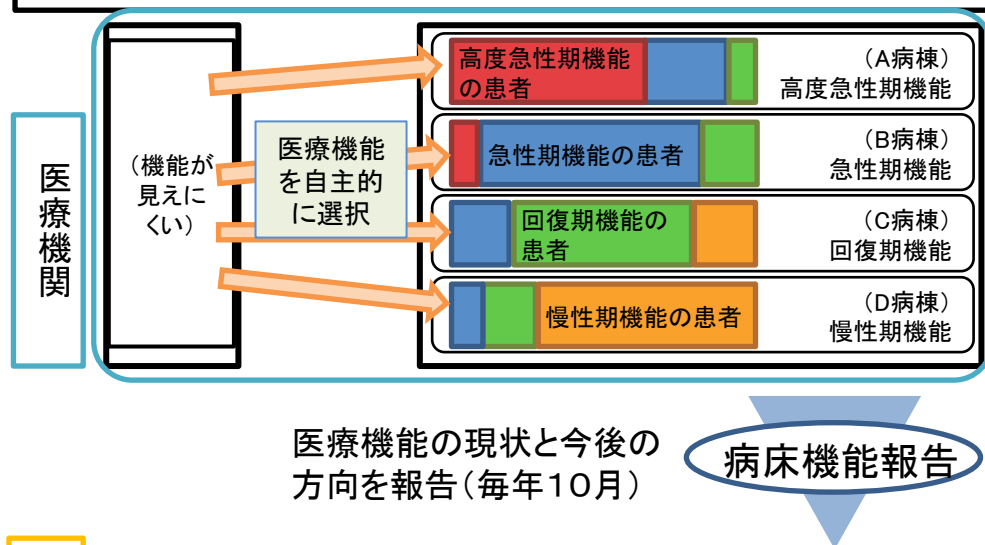 医療機関
(機能が
見えに
くい)
医療機能
を自主的
に選択
高度急性期機能
の患者
(A病棟)
高度急性期機能
急性期機能の患者
(B病棟)
急性期機能
回復期機能の
患者
(C病棟)
回復期機能
慢性期機能の患者
(D病棟)
慢性期機能
医療機能の現状と今後の
方向を報告(毎年10月)
病床機能報告